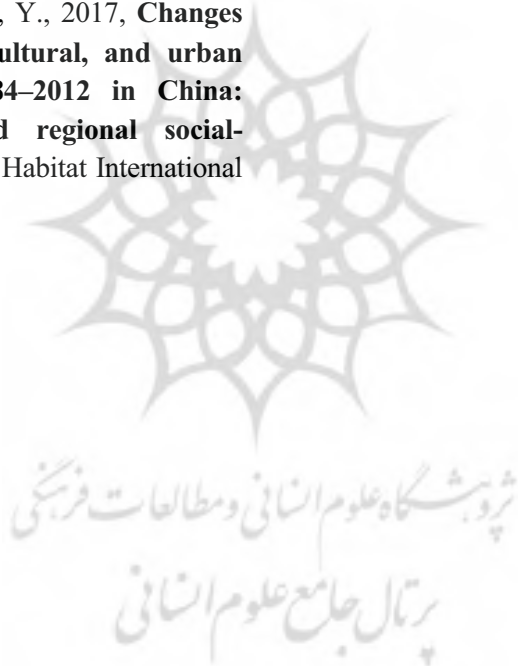 , Y., 2017, Changes
ultural, and urban
34–2012 in China:
d regional social-
Habitat International
پژوهشگاه علوم انسانی و مطالعات فرهنگی
پرتال جامع علوم انسانی